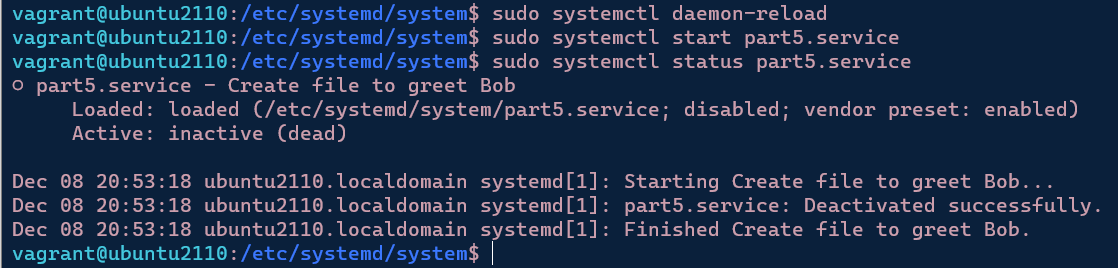 vagrant@ubuntu2110:/etc/systemd/system$ sudo systemctl daemon-reload
vagrant@ubuntu2110:/etc/systemd/system$ sudo systemctl start part5.service
vagrant@ubuntu2110:/etc/systemd/system$ sudo systemctl status part5.service
○ part5.service - Create file to greet Bob
     Loaded: loaded (/etc/systemd/system/part5.service; disabled; vendor preset: enabled)
     Active: inactive (dead)

Dec 08 20:53:18 ubuntu2110.localdomain systemd[1]: Starting Create file to greet Bob...
Dec 08 20:53:18 ubuntu2110.localdomain systemd[1]: part5.service: Deactivated successfully.
Dec 08 20:53:18 ubuntu2110.localdomain systemd[1]: Finished Create file to greet Bob.
vagrant@ubuntu2110:/etc/systemd/system$